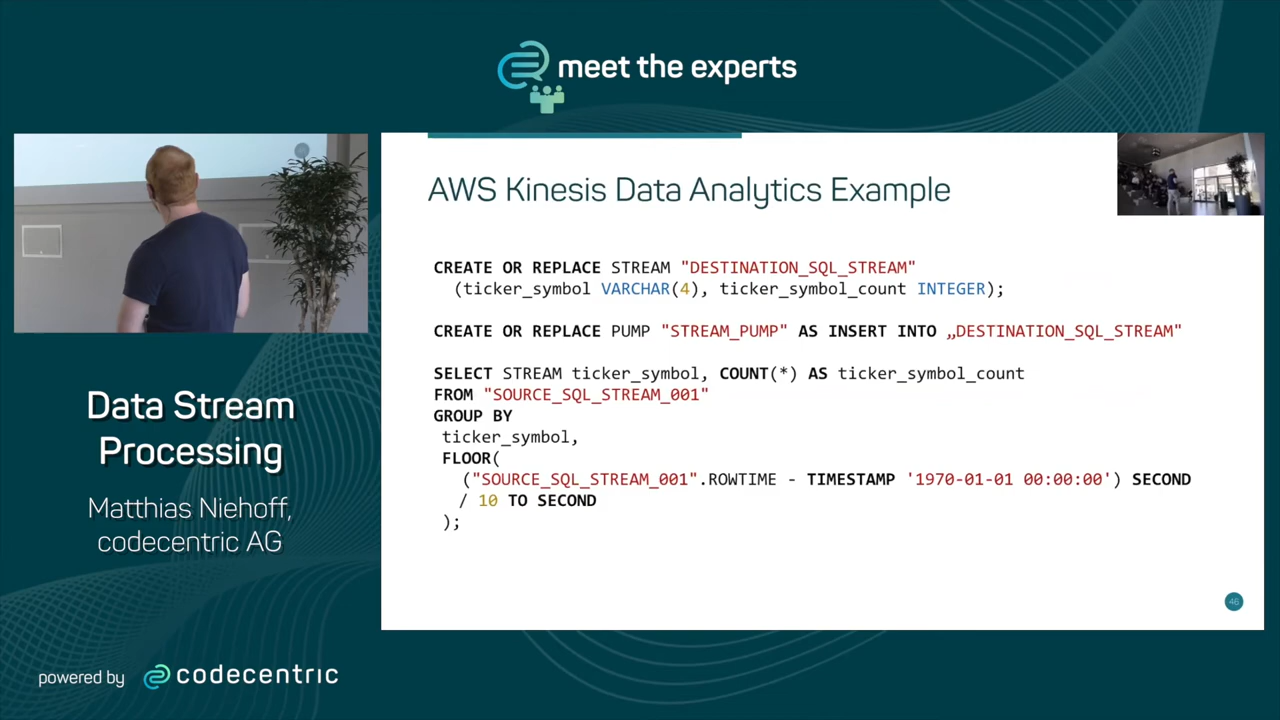 meet the experts
AWS Kinesis Data Analytics Example
CREATE OR REPLACE STREAM "DESTINATION_SQL_STREAM"
(ticker_symbol VARCHAR(4), ticker_symbol_count INTEGER);
CREATE OR REPLACE PUMP "STREAM_PUMP" AS INSERT INTO „DESTINATION_SQL_STREAM"
SELECT STREAM ticker_symbol, COUNT(*) AS ticker_symbol_count
FROM "SOURCE_SQL_STREAM_001"
GROUP BY
ticker_symbol,
FLOOR(
("SOURCE_SQL_STREAM_001".ROWTIME - TIMESTAMP '1970-01-01 00:00:00') SECOND
/ 10 TO SECOND
);
46
Data Stream
Processing
Matthias Niehoff,
codecentric AG
powered by codecentric